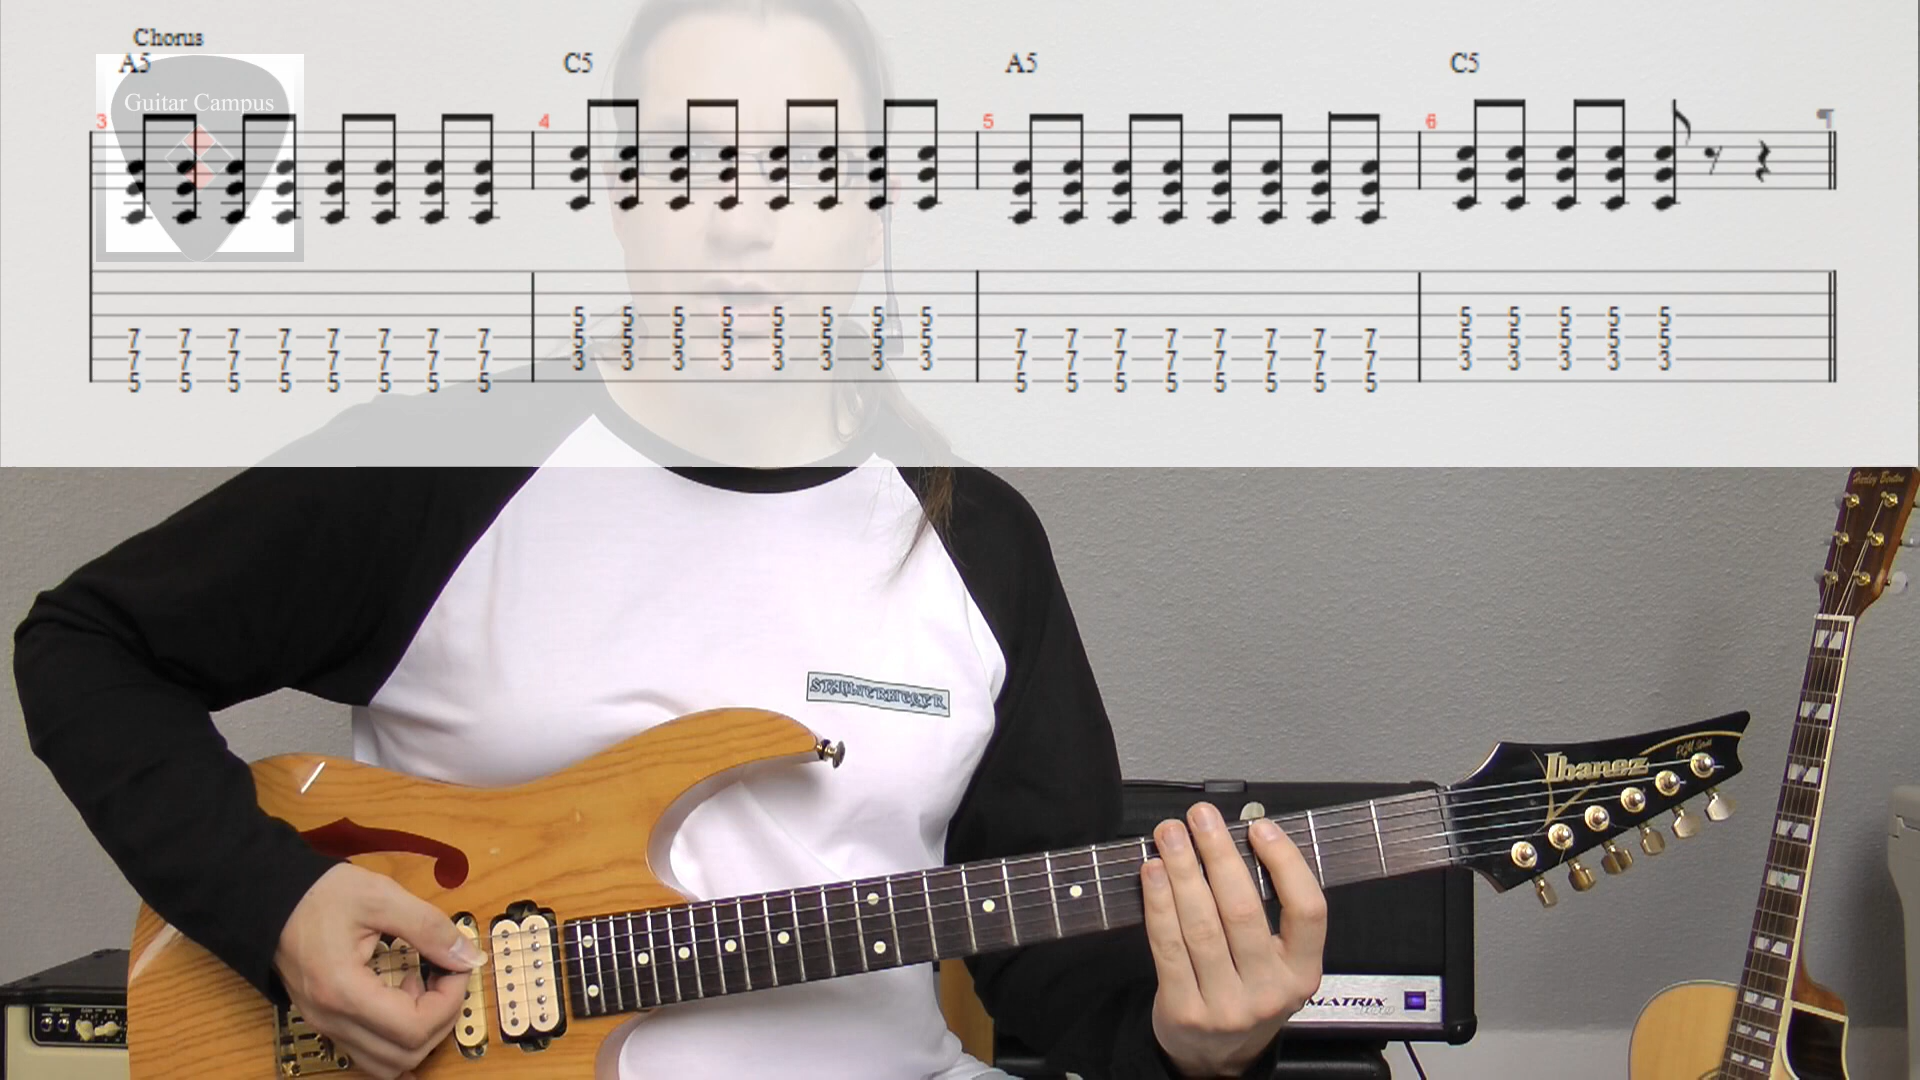 Chorus
A5 C5 A5 C5
Guitar Campus
3 4 5 6
5 5 5 5 5 5 5 5 5 5 5 5 5
7 7 7 7 7 7 7 7 5 5 5 5 5 5 5 5 7 7 7 7 7 7 7 7 5 5 5 5 5
7 7 7 7 7 7 7 7 3 3 3 3 3 3 3 3 7 7 7 7 7 7 7 7 3 3 3 3 3
5 5 5 5 5 5 5 5 5 5 5 5 5 5 5 5
Harley Benton
Ibanez
MATRIX